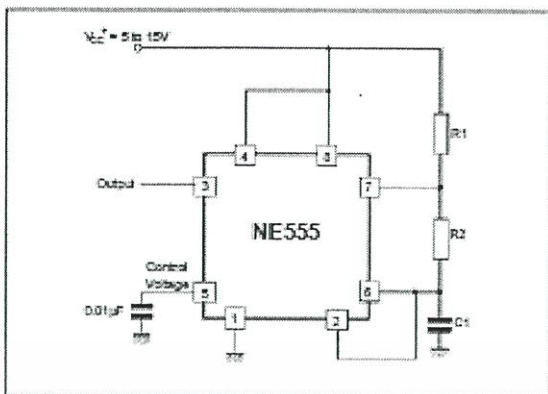 Vcc+ = 5 to 15V
4
8
R1
Output
3
7
NE555
R2
Control
Voltage
5
6
0.01µF
1
2
C1